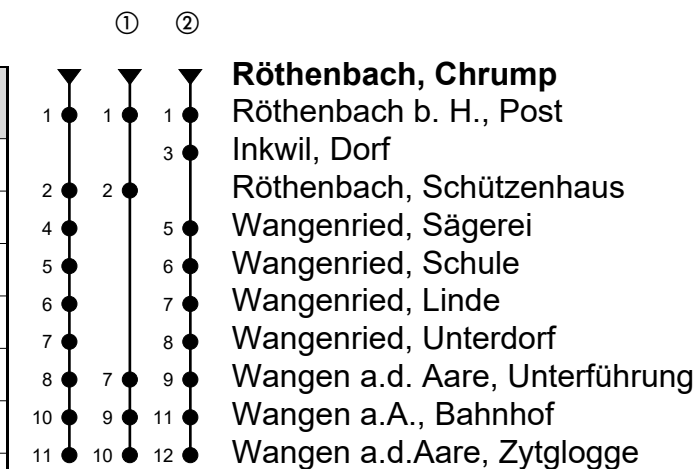 ① ②
Röthenbach, Chrump
1 1 1 Röthenbach b. H., Post
3 Inkwil, Dorf
2 2 Röthenbach, Schützenhaus
4 5 Wangenried, Sägerei
5 6 Wangenried, Schule
6 7 Wangenried, Linde
7 8 Wangenried, Unterdorf
8 7 9 Wangen a.d. Aare, Unterführung
10 9 11 Wangen a.A., Bahnhof
11 10 12 Wangen a.d.Aare, Zytglogge